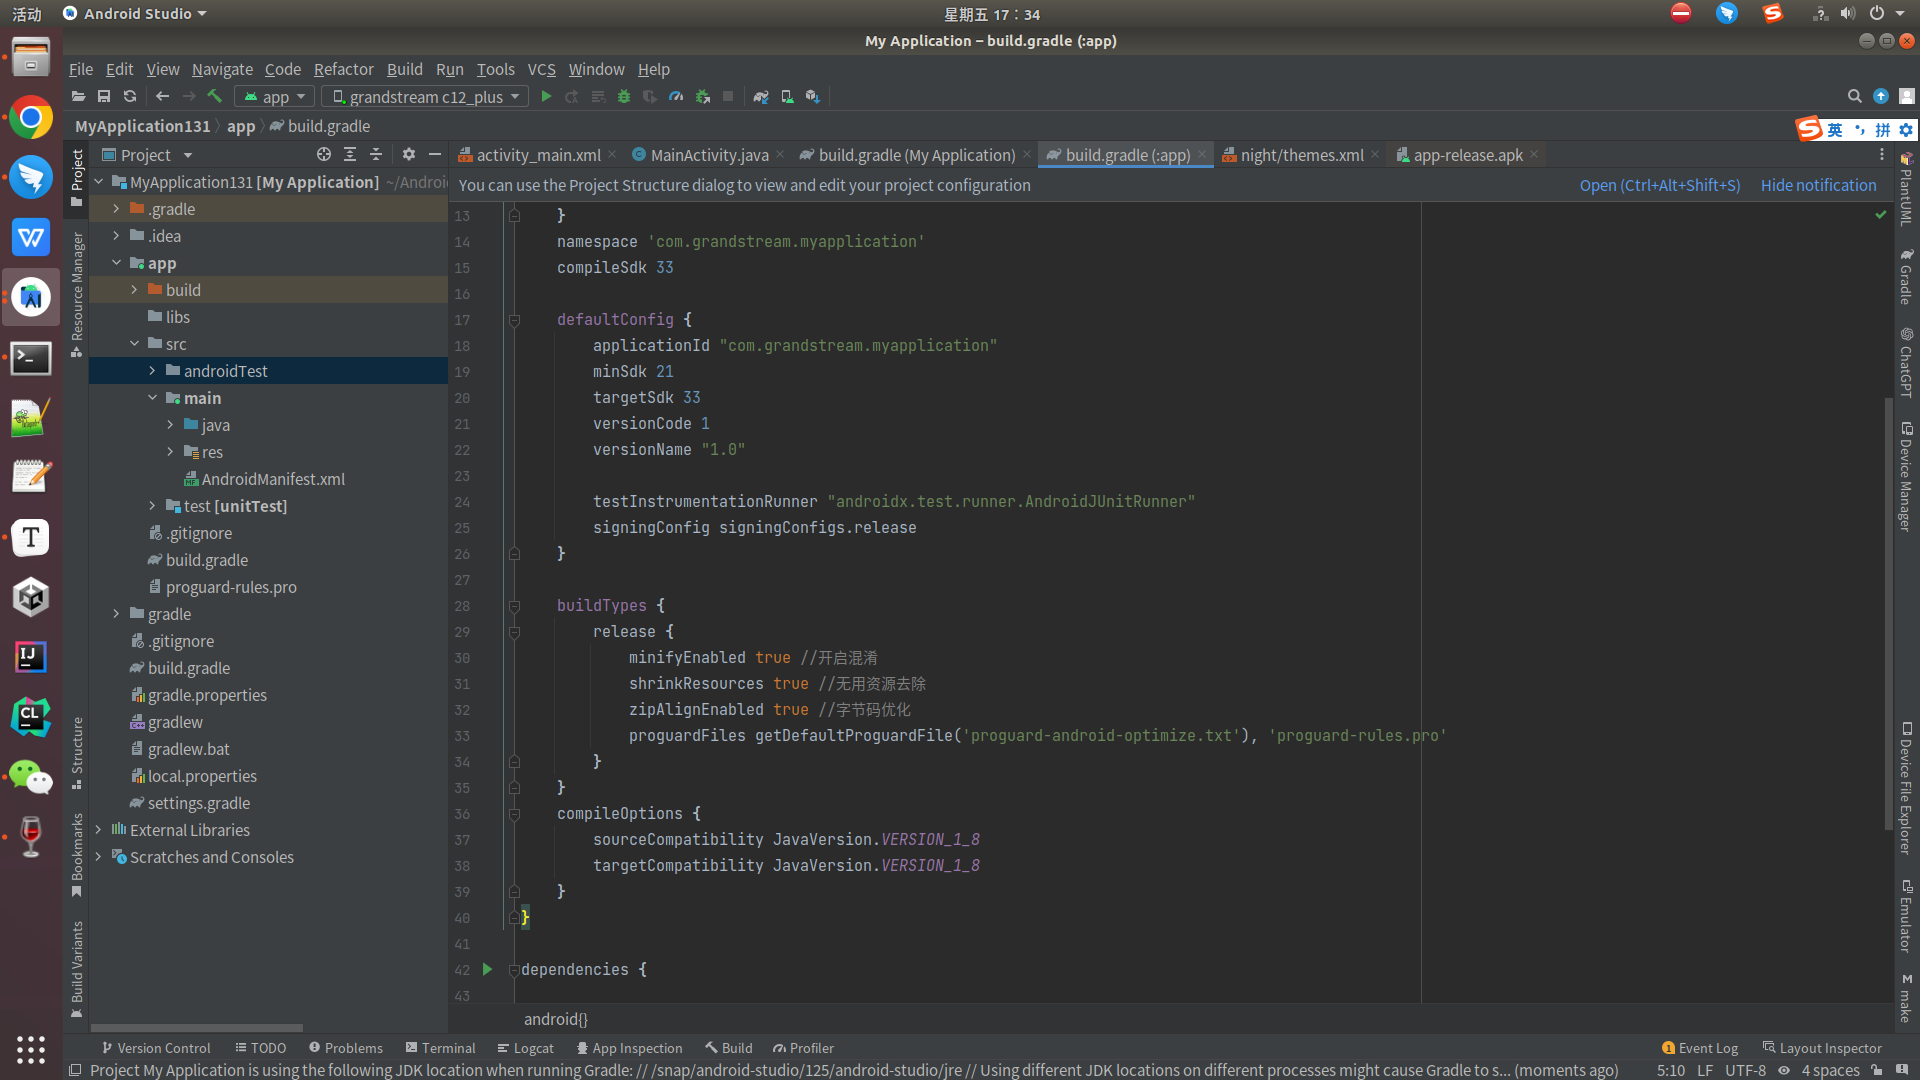 活动
Android Studio
星期五 17：34
My Application – build.gradle (:app)
File Edit View Navigate Code Refactor Build Run Tools VCS Window Help
app
grandstream c12_plus
MyApplication131 app build.gradle
英 拼
Project
activity_main.xml MainActivity.java build.gradle (My Application) build.gradle (:app) night/themes.xml app-release.apk
You can use the Project Structure dialog to view and edit your project configuration
Open (Ctrl+Alt+Shift+S) Hide notification
Project
Resource Manager
Structure
Bookmarks
Build Variants
MyApplication131 [My Application] ~/Androi
.gradle
.idea
app
build
libs
src
androidTest
main
java
res
AndroidManifest.xml
test [unitTest]
.gitignore
build.gradle
proguard-rules.pro
gradle
.gitignore
build.gradle
gradle.properties
gradlew
gradlew.bat
local.properties
settings.gradle
External Libraries
Scratches and Consoles
13 }
14 namespace 'com.grandstream.myapplication'
15 compileSdk 33
16
17 defaultConfig {
18 applicationId "com.grandstream.myapplication"
19 minSdk 21
20 targetSdk 33
21 versionCode 1
22 versionName "1.0"
23
24 testInstrumentationRunner "androidx.test.runner.AndroidJUnitRunner"
25 signingConfig signingConfigs.release
26 }
27
28 buildTypes {
29 release {
30 minifyEnabled true //开启混淆
31 shrinkResources true //无用资源去除
32 zipAlignEnabled true //字节码优化
33 proguardFiles getDefaultProguardFile('proguard-android-optimize.txt'), 'proguard-rules.pro'
34 }
35 }
36 compileOptions {
37 sourceCompatibility JavaVersion.VERSION_1_8
38 targetCompatibility JavaVersion.VERSION_1_8
39 }
40 }
41
42 dependencies {
43
android{}
PlantUML
Gradle
ChatGPT
Device Manager
Device File Explorer
Emulator
make
Version Control TODO Problems Terminal Logcat App Inspection Build Profiler
1 Event Log Layout Inspector
Project My Application is using the following JDK location when running Gradle: // /snap/android-studio/125/android-studio/jre // Using different JDK locations on different processes might cause Gradle to s... (moments ago)
5:10 LF UTF-8 4 spaces